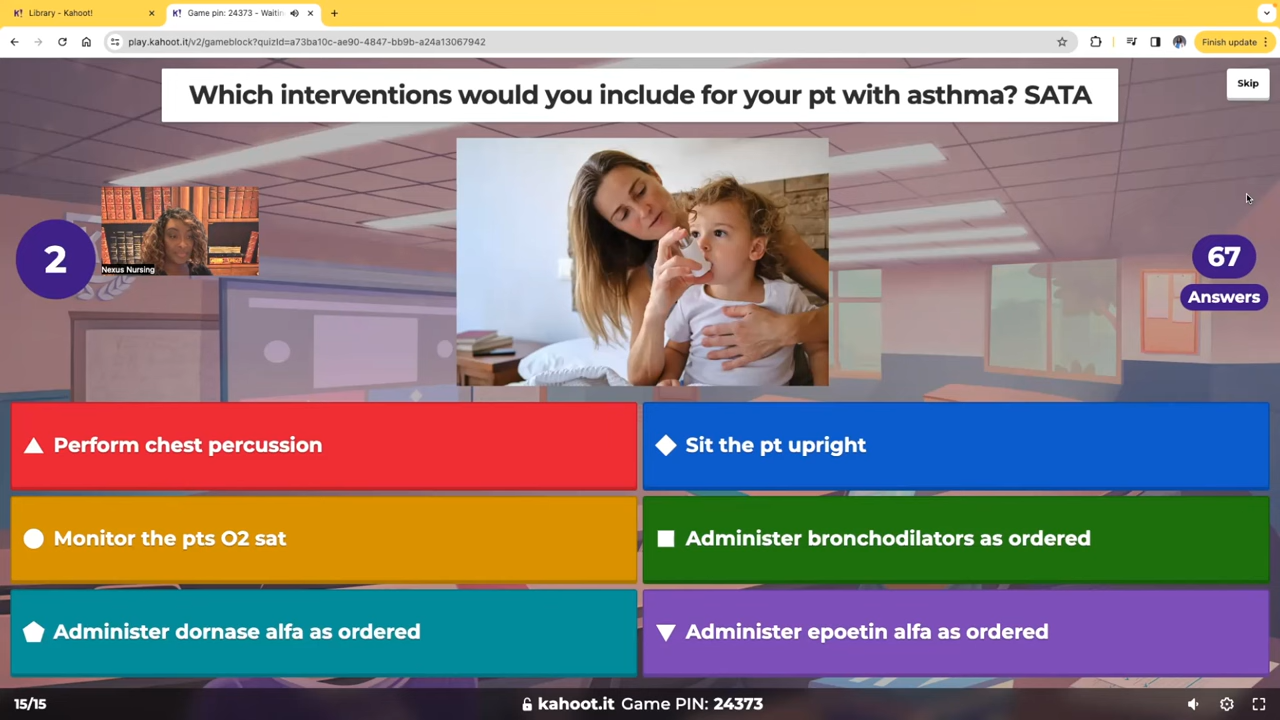 Library - Kahoot!
Game pin: 24373 - Waitin
play.kahoot.it/v2/gameblock?quizId=a73ba10c-ae90-4847-bb9b-a24a13067942
Finish update
Which interventions would you include for your pt with asthma? SATA
Skip
2
Nexus Nursing
67
Answers
Perform chest percussion
Sit the pt upright
Monitor the pts O2 sat
Administer bronchodilators as ordered
Administer dornase alfa as ordered
Administer epoetin alfa as ordered
15/15
kahoot.it Game PIN: 24373